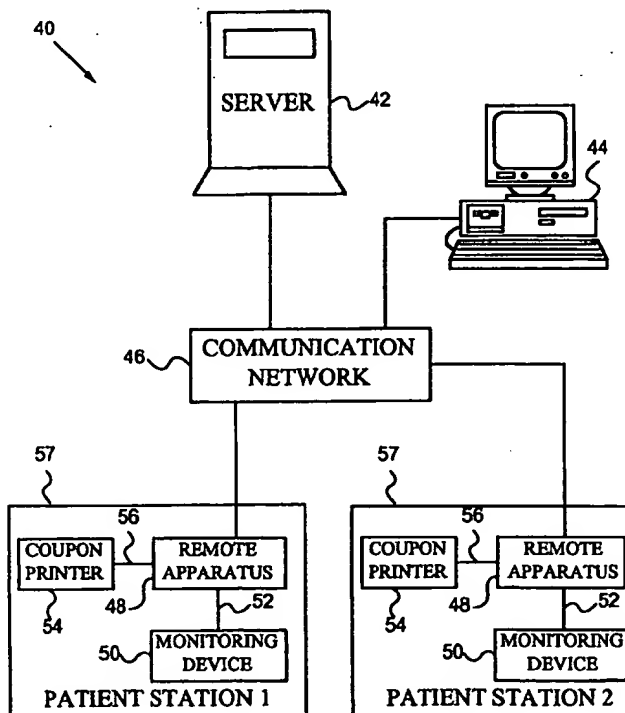 40
SERVER
42
44
46
COMMUNICATION
NETWORK
57
COUPON
PRINTER
54
56
REMOTE
APPARATUS
48
52
50
MONITORING
DEVICE
PATIENT STATION 1
57
COUPON
PRINTER
54
56
REMOTE
APPARATUS
48
52
50
MONITORING
DEVICE
PATIENT STATION 2